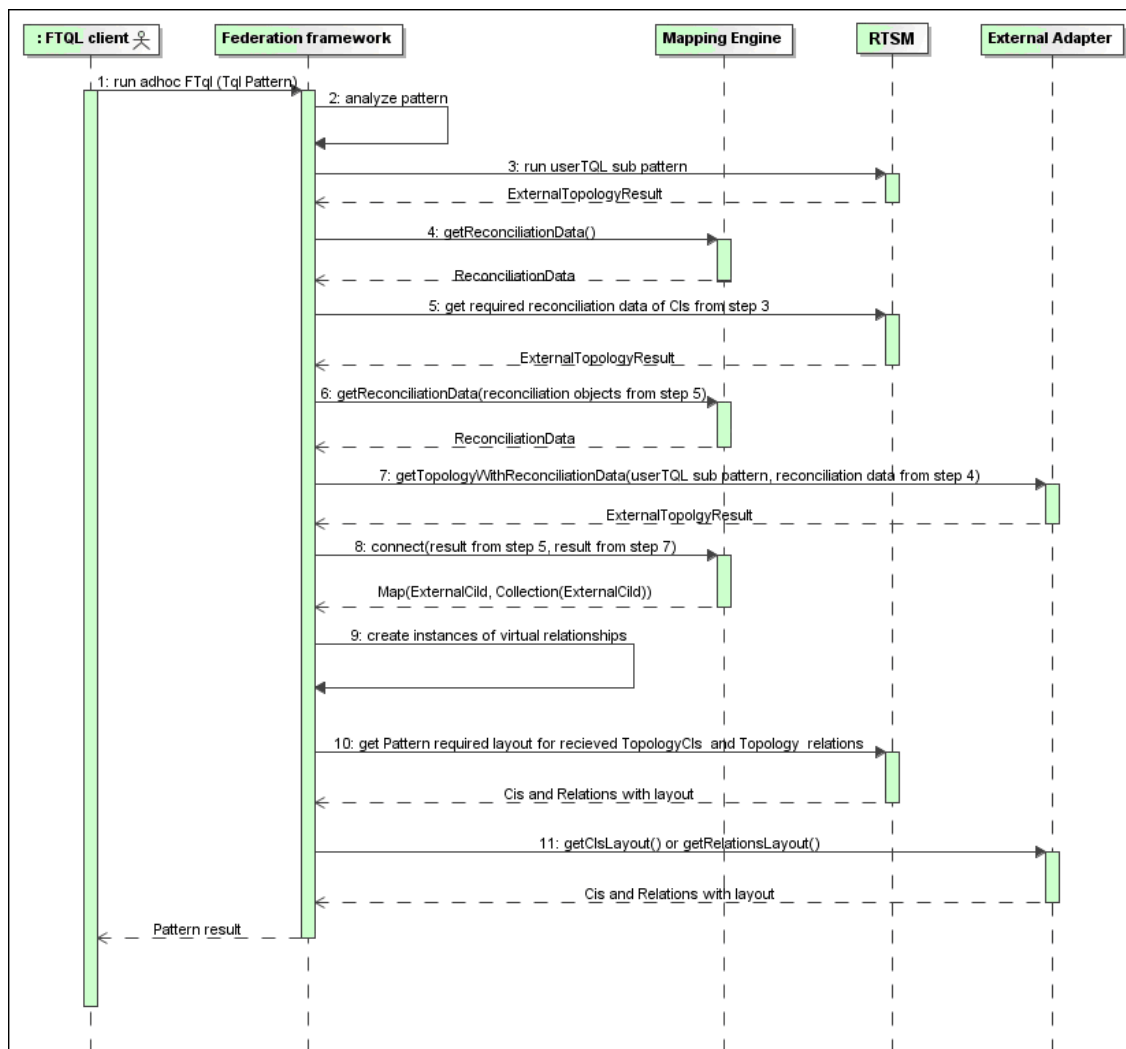 : FTQL client
Federation framework
Mapping Engine
RTSM
External Adapter
1: run adhoc FTql (Tql Pattern)
2: analyze pattern
3: run userTQL sub pattern
ExternalTopologyResult
4: getReconciliationData()
ReconciliationData
5: get required reconciliation data of CIs from step 3
ExternalTopologyResult
6: getReconciliationData(reconciliation objects from step 5)
ReconciliationData
7: getTopologyWithReconciliationData(userTQL sub pattern, reconciliation data from step 4)
ExternalTopolgyResult
8: connect(result from step 5, result from step 7)
Map(ExternalCiId, Collection(ExternalCiId))
9: create instances of virtual relationships
10: get Pattern required layout for recieved TopologyCIs and Topology relations
Cis and Relations with layout
11: getCIsLayout() or getRelationsLayout()
Cis and Relations with layout
Pattern result